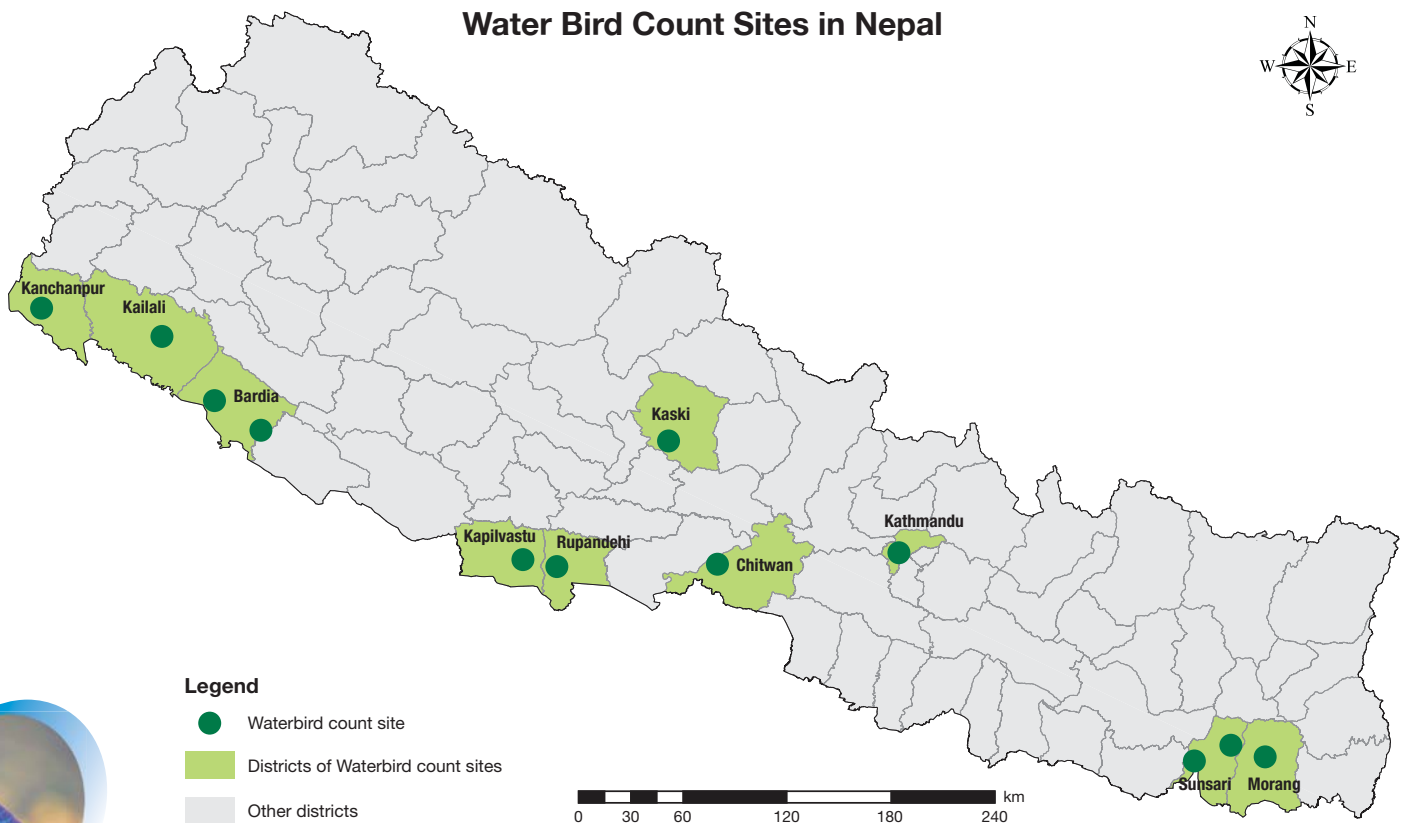 Water Bird Count Sites in Nepal
N
W E
S
Kanchanpur
Kailali
Bardia
Kaski
Kapilvastu
Rupandehi
Chitwan
Kathmandu
Sunsari
Morang
Legend
Waterbird count site
Districts of Waterbird count sites
Other districts
km
0 30 60 120 180 240